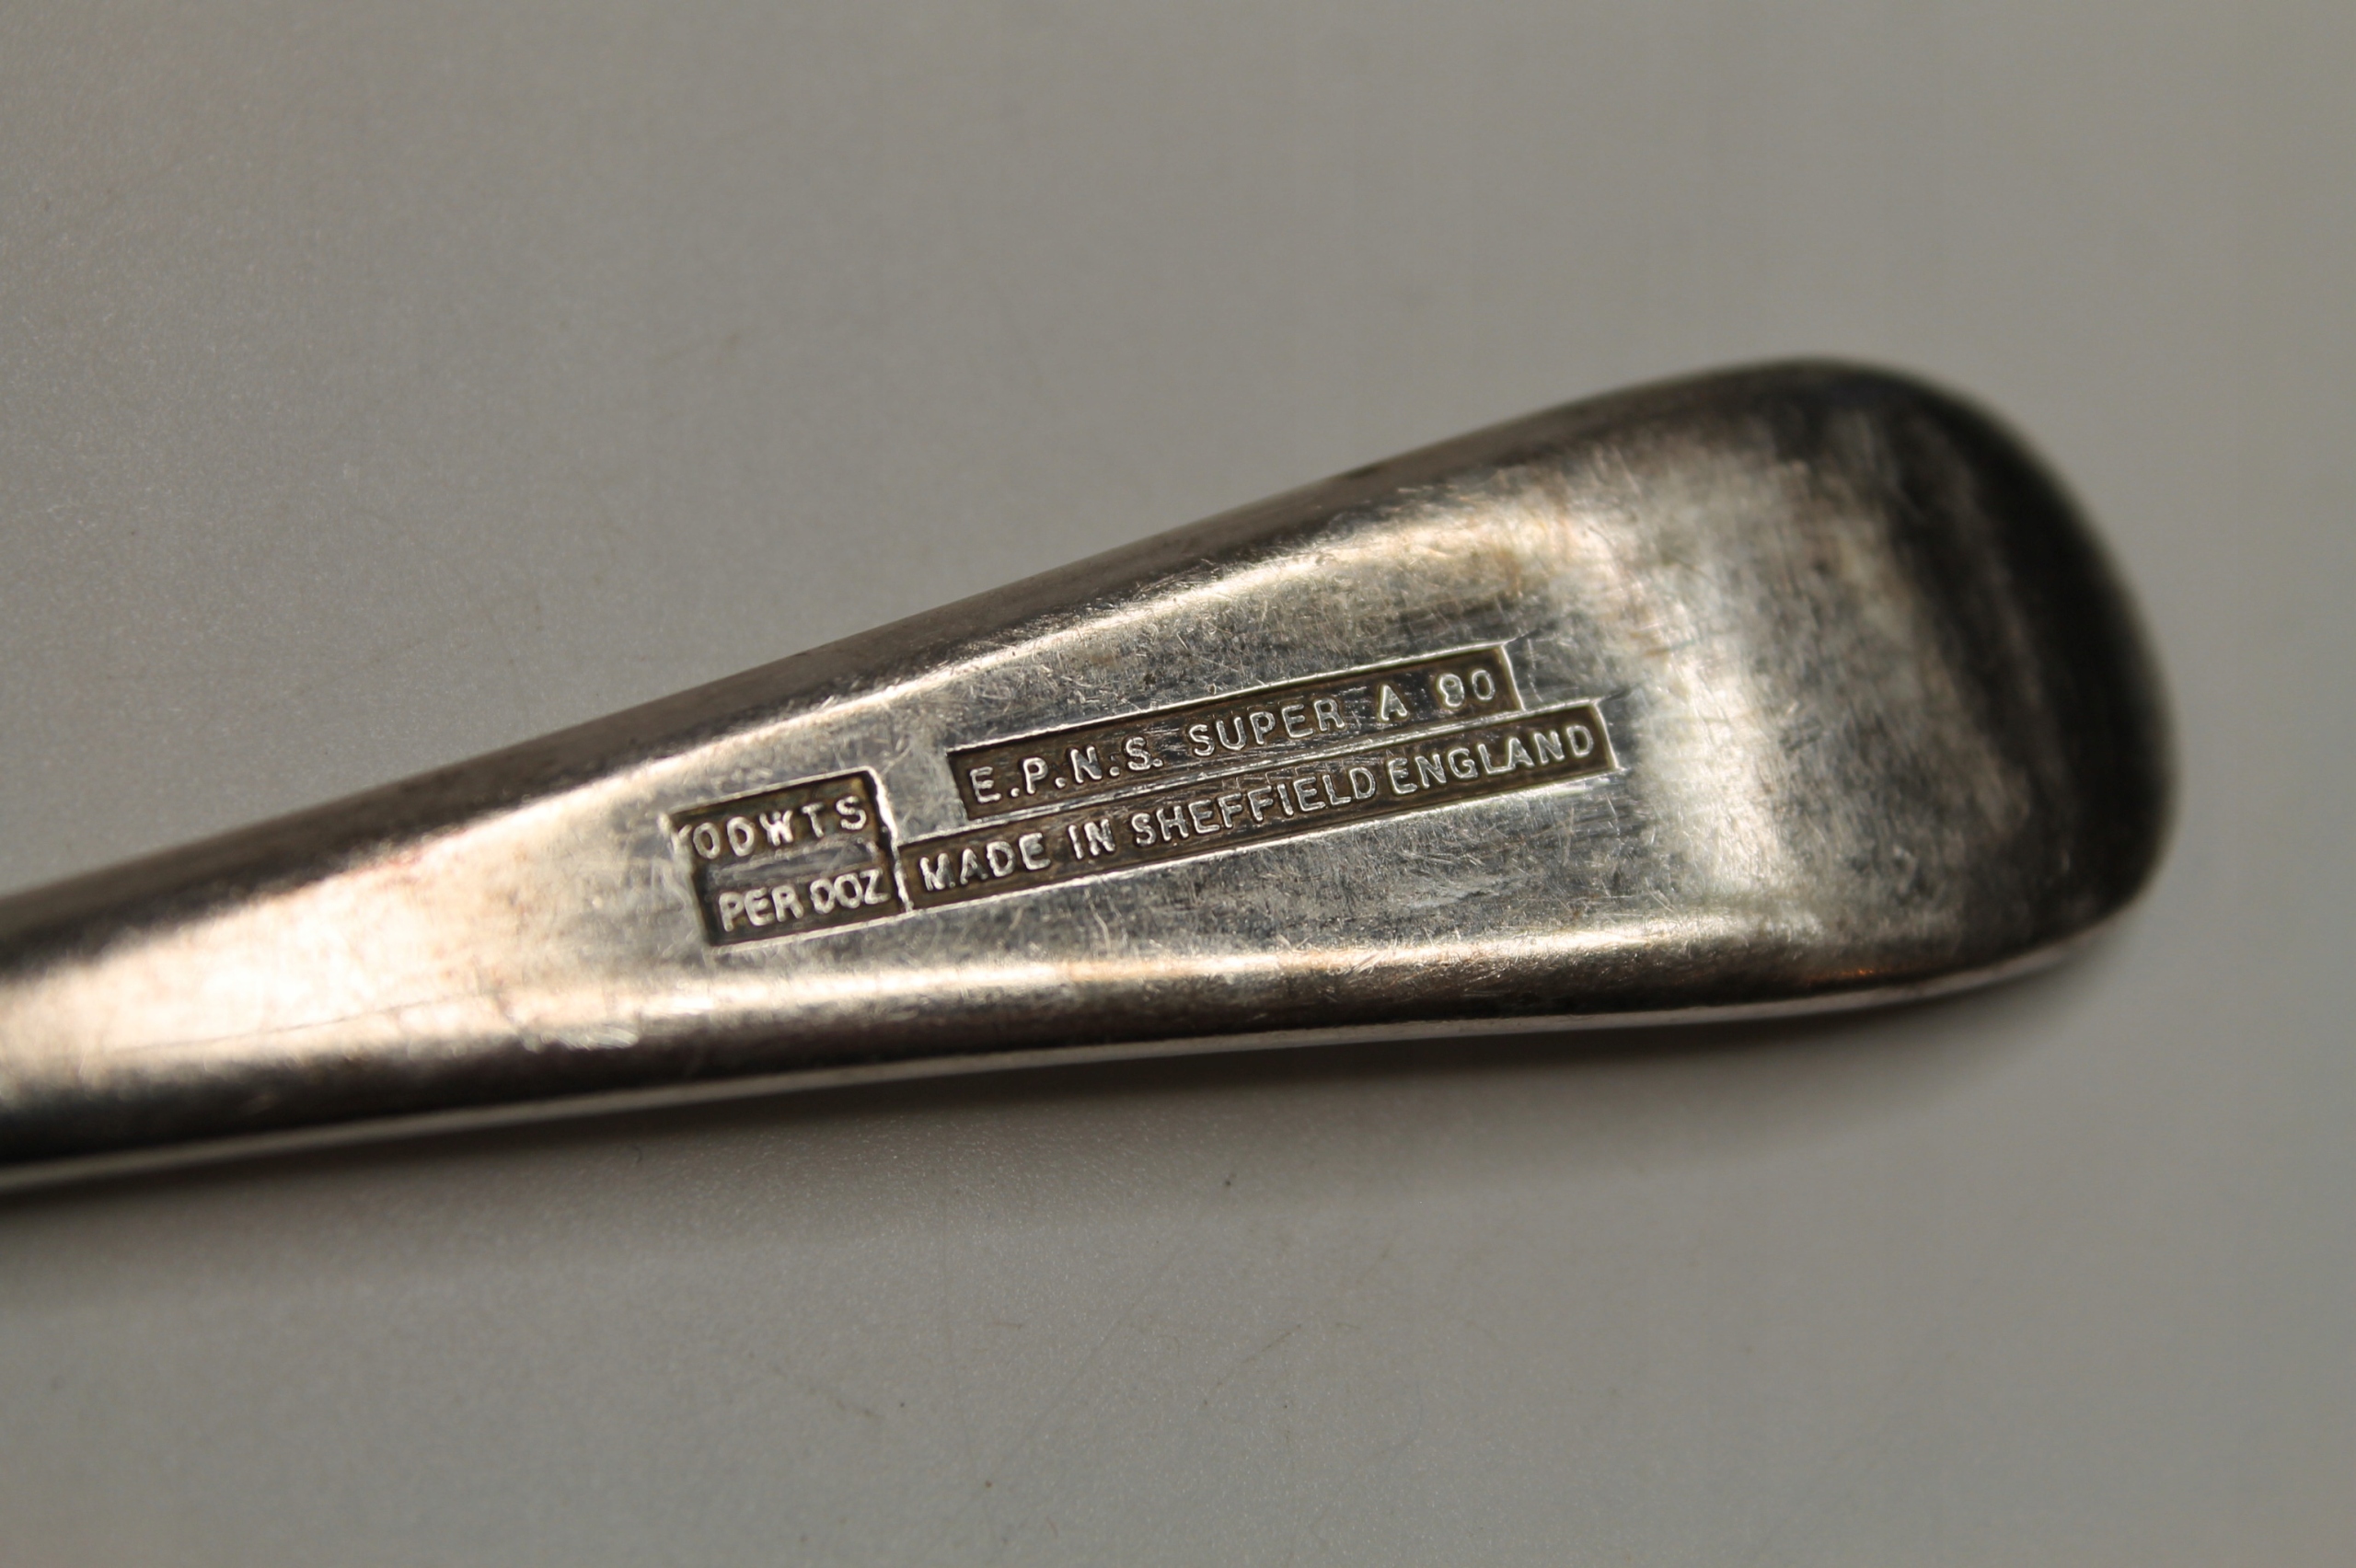 E.P.N.S. SUPER A 90
MADE IN SHEFFIELD ENGLAND
PER DOZ